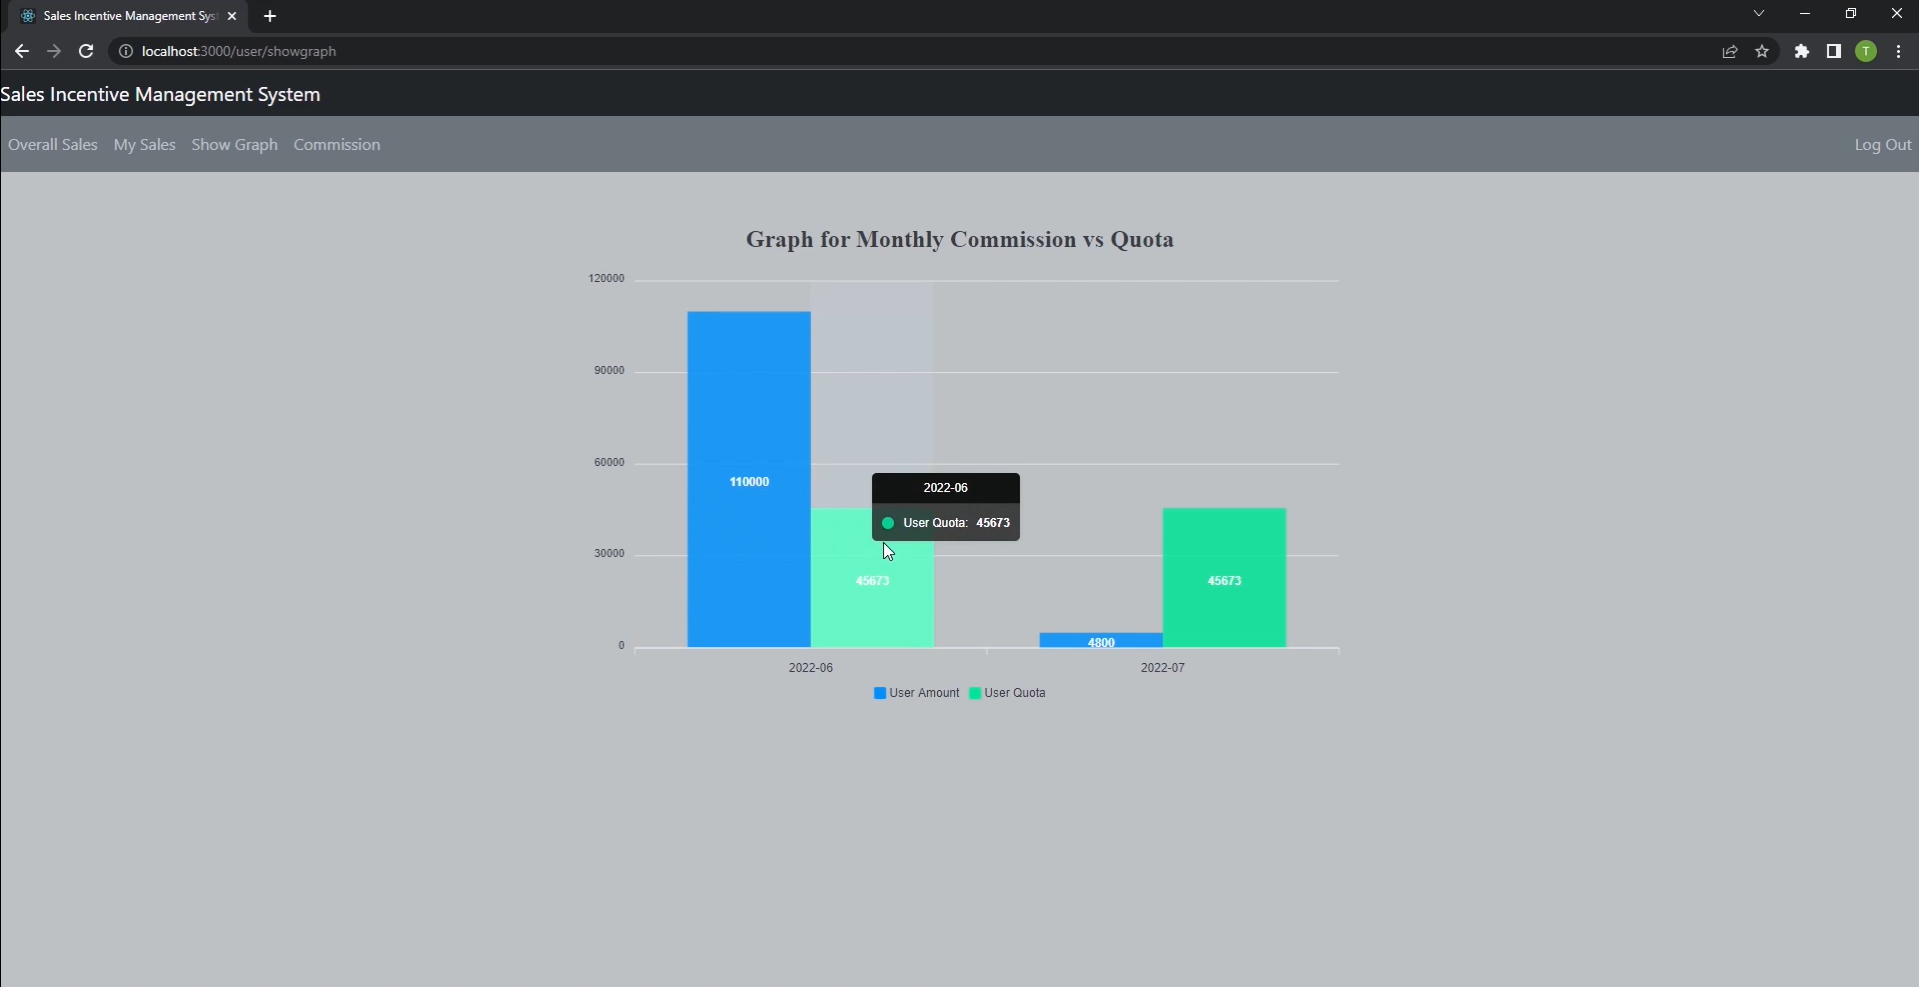 Sales Incentive Management Sys
localhost:3000/user/showgraph
T
Sales Incentive Management System
Overall Sales My Sales Show Graph Commission Log Out
Graph for Monthly Commission vs Quota
120000
90000
60000
30000
0
110000
45673
4800
45673
2022-06
User Quota: 45673
2022-06 2022-07
User Amount User Quota